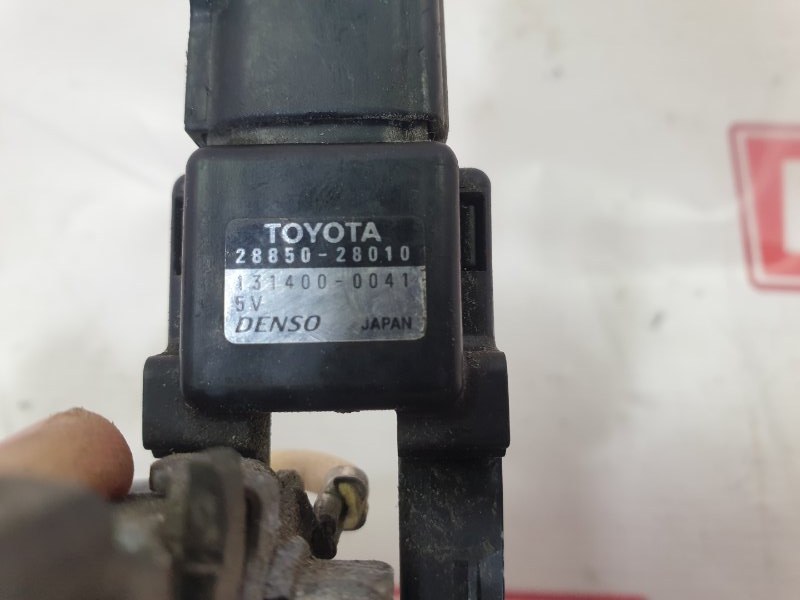 TOYOTA
28850-28010
131400-0041
5V
DENSO JAPAN